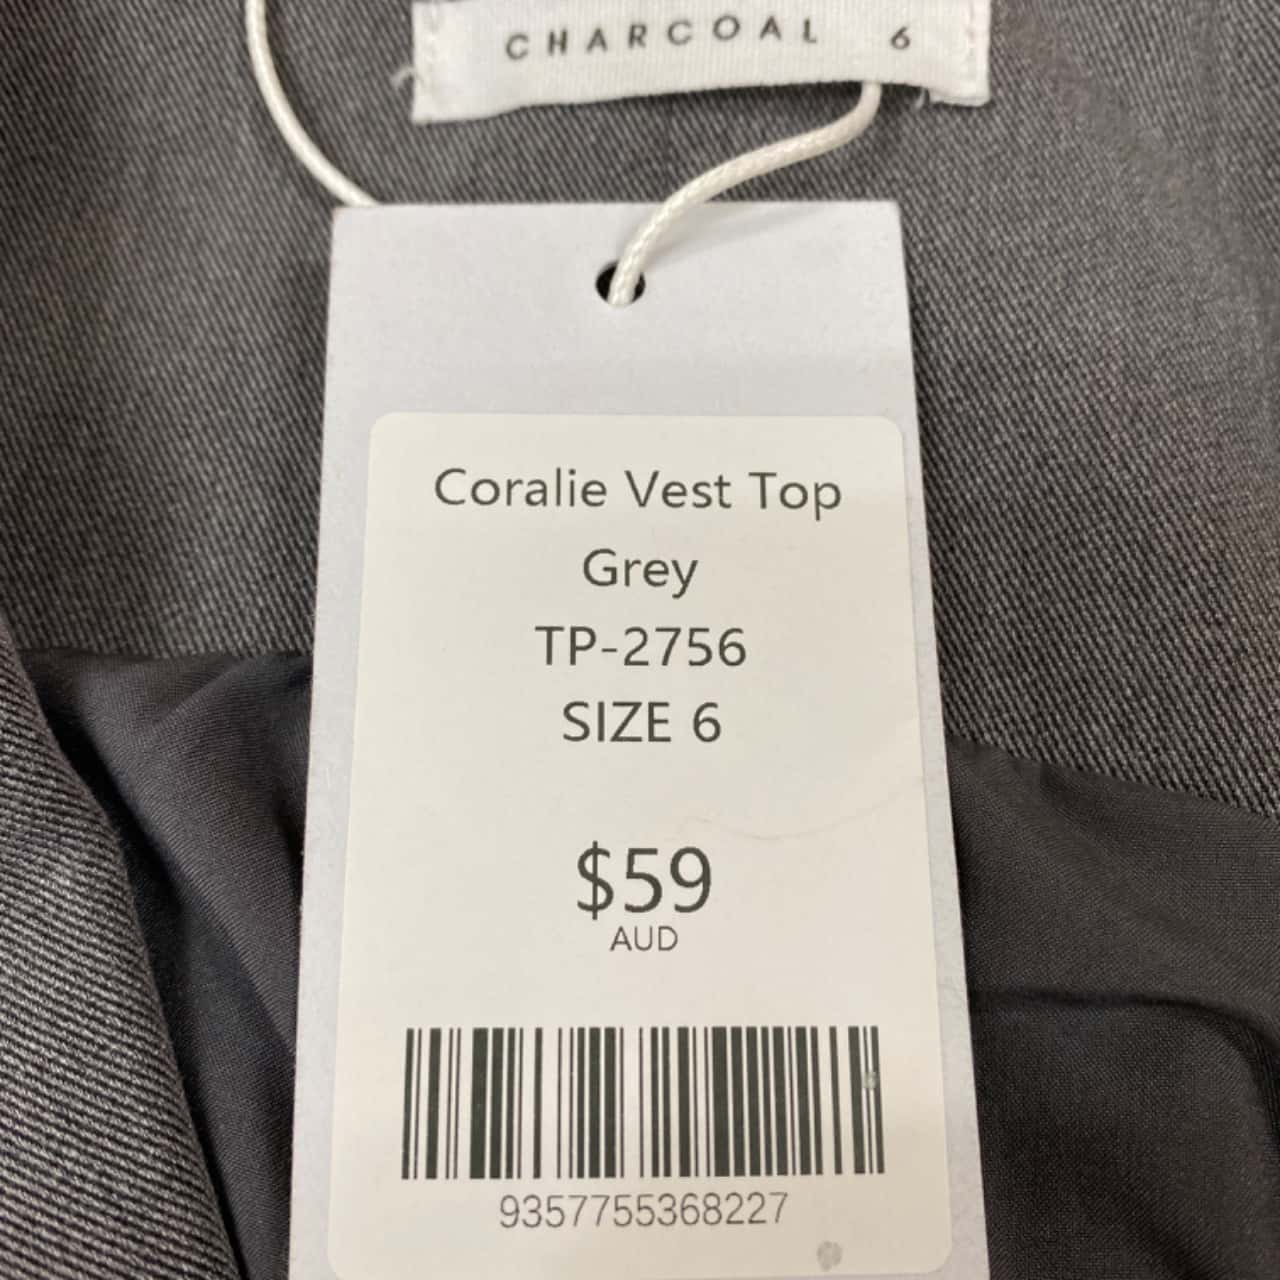 CHARCOAL 6
Coralie Vest Top
Grey
TP-2756
SIZE 6
$59
AUD
9357755368227